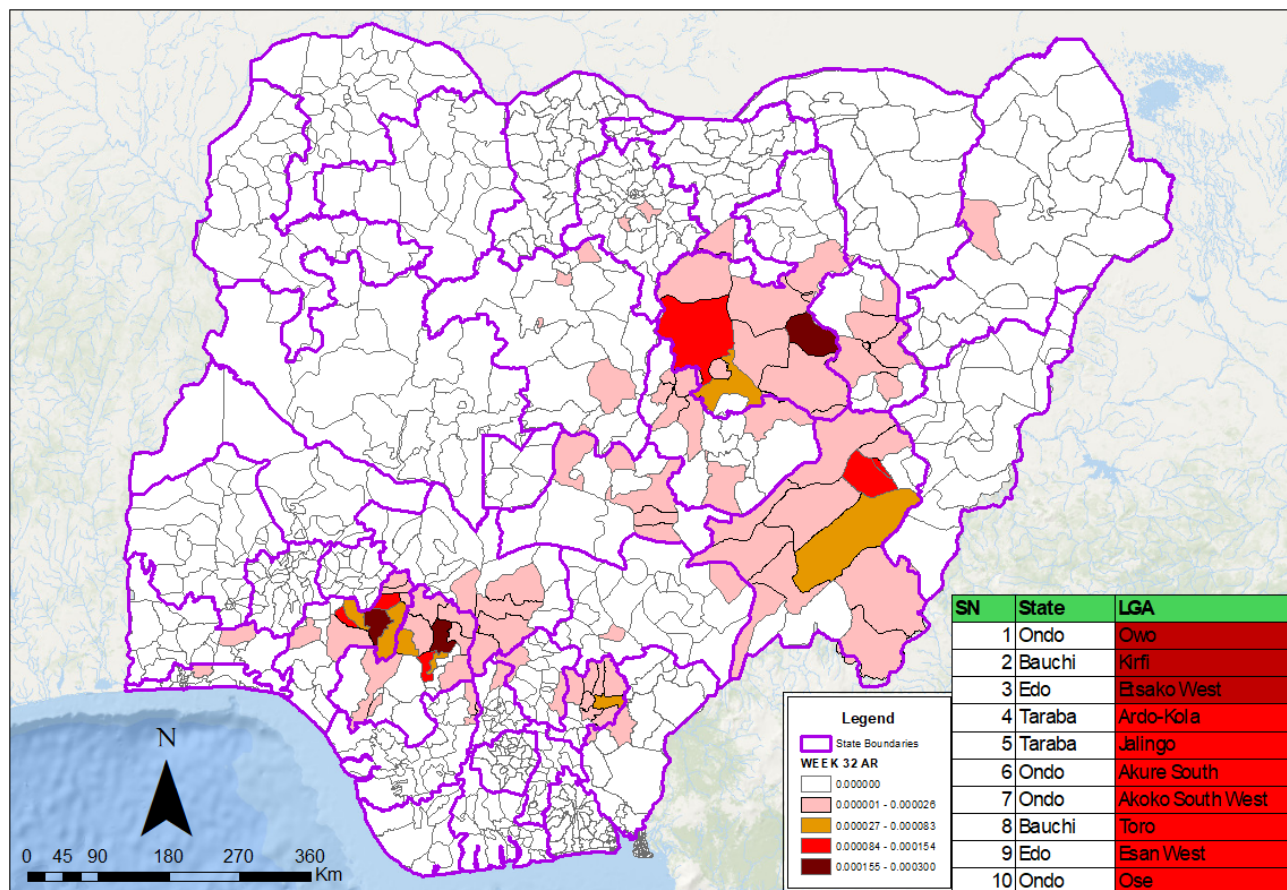 N
0 45 90 180 270 360
Km
Legend
State Boundaries
WEEK 32 AR
0.000000
0.000001 - 0.000026
0.000027 - 0.000083
0.000084 - 0.000154
0.000155 - 0.000300
SN State LGA
1 Ondo Owo
2 Bauchi Kirfi
3 Edo Etsako West
4 Taraba Ardo-Kola
5 Taraba Jalingo
6 Ondo Akure South
7 Ondo Akoko South West
8 Bauchi Toro
9 Edo Esan West
10 Ondo Ose